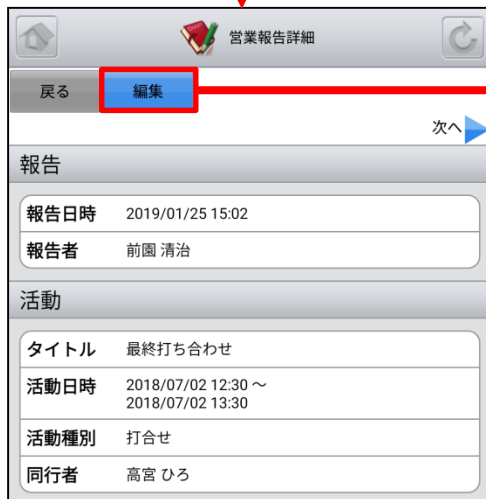 営業報告詳細
戻る 編集
次へ
報告
報告日時 2019/01/25 15:02
報告者 前園 清治
活動
タイトル 最終打ち合わせ
活動日時 2018/07/02 12:30 ～
2018/07/02 13:30
活動種別 打合せ
同行者 高宮 ひろ